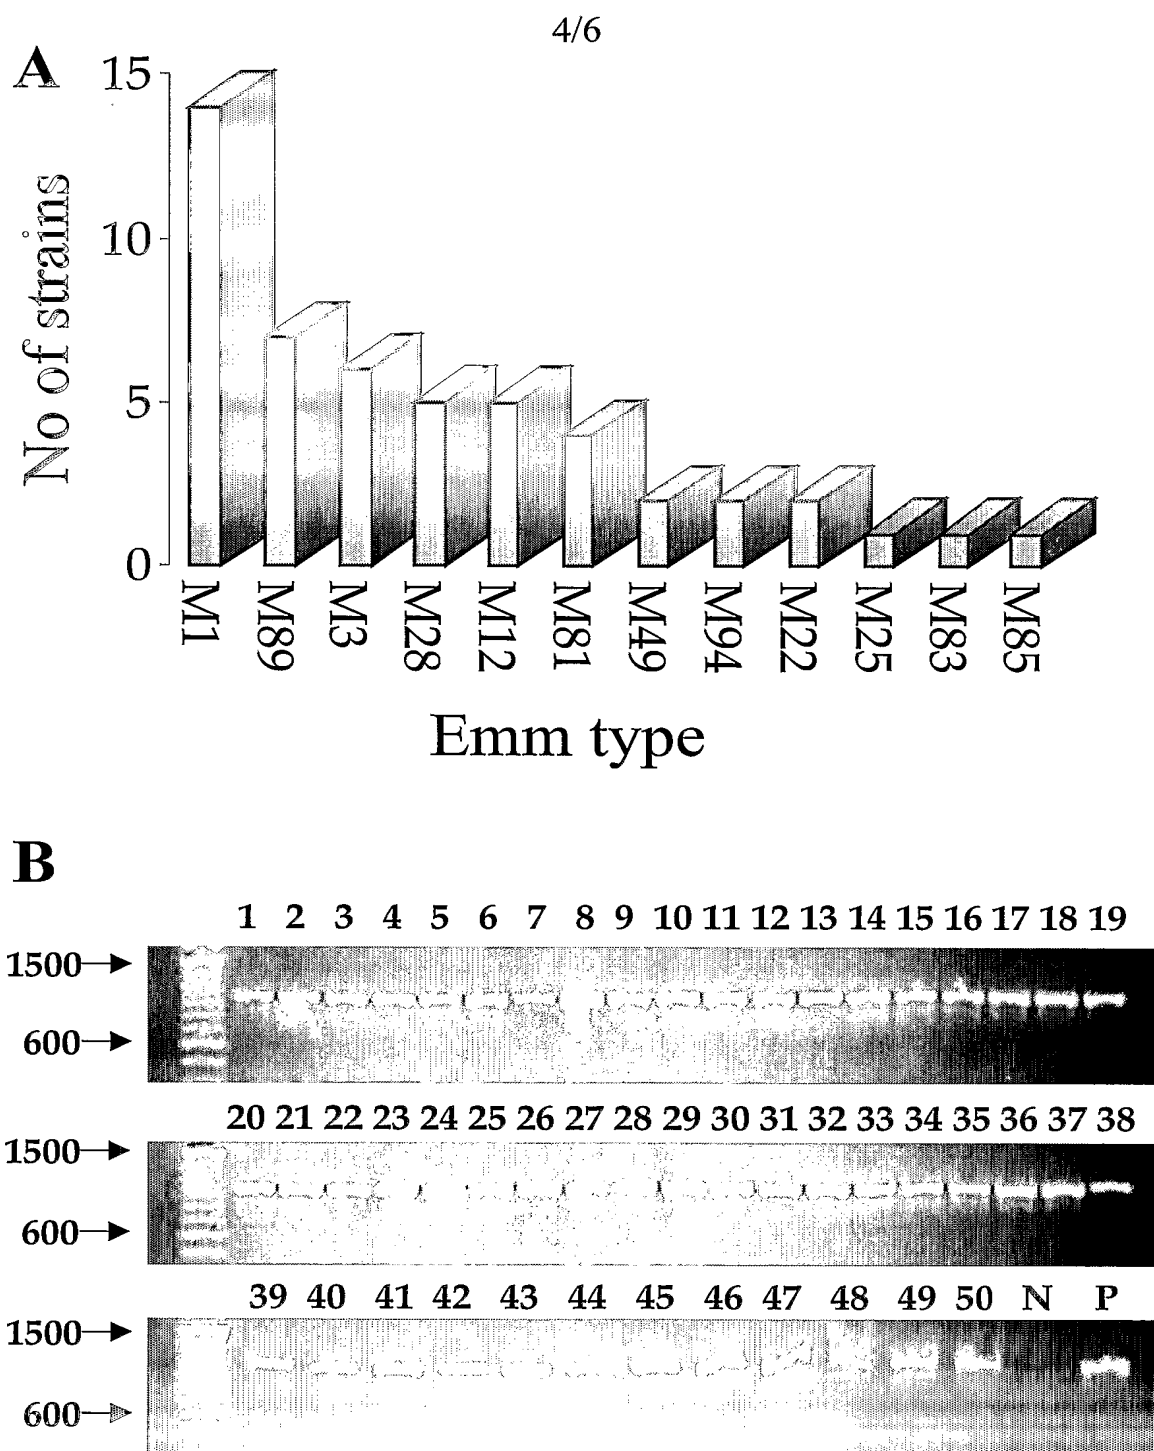 4/6
A
15
10
5
0
No of strains
M1 M89 M3 M28 M12 M81 M49 M94 M22 M25 M83 M85
Emm type
B
1 2 3 4 5 6 7 8 9 10 11 12 13 14 15 16 17 18 19
1500
600
20 21 22 23 24 25 26 27 28 29 30 31 32 33 34 35 36 37 38
1500
600
39 40 41 42 43 44 45 46 47 48 49 50 N P
1500
600